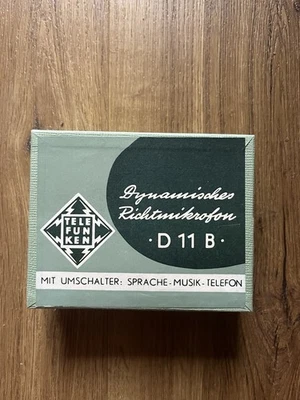 TELE
FUN
KEN
Dynamisches
Richtmikrofon
· D 11 B ·
MIT UMSCHALTER: SPRACHE-MUSIK-TELEFON